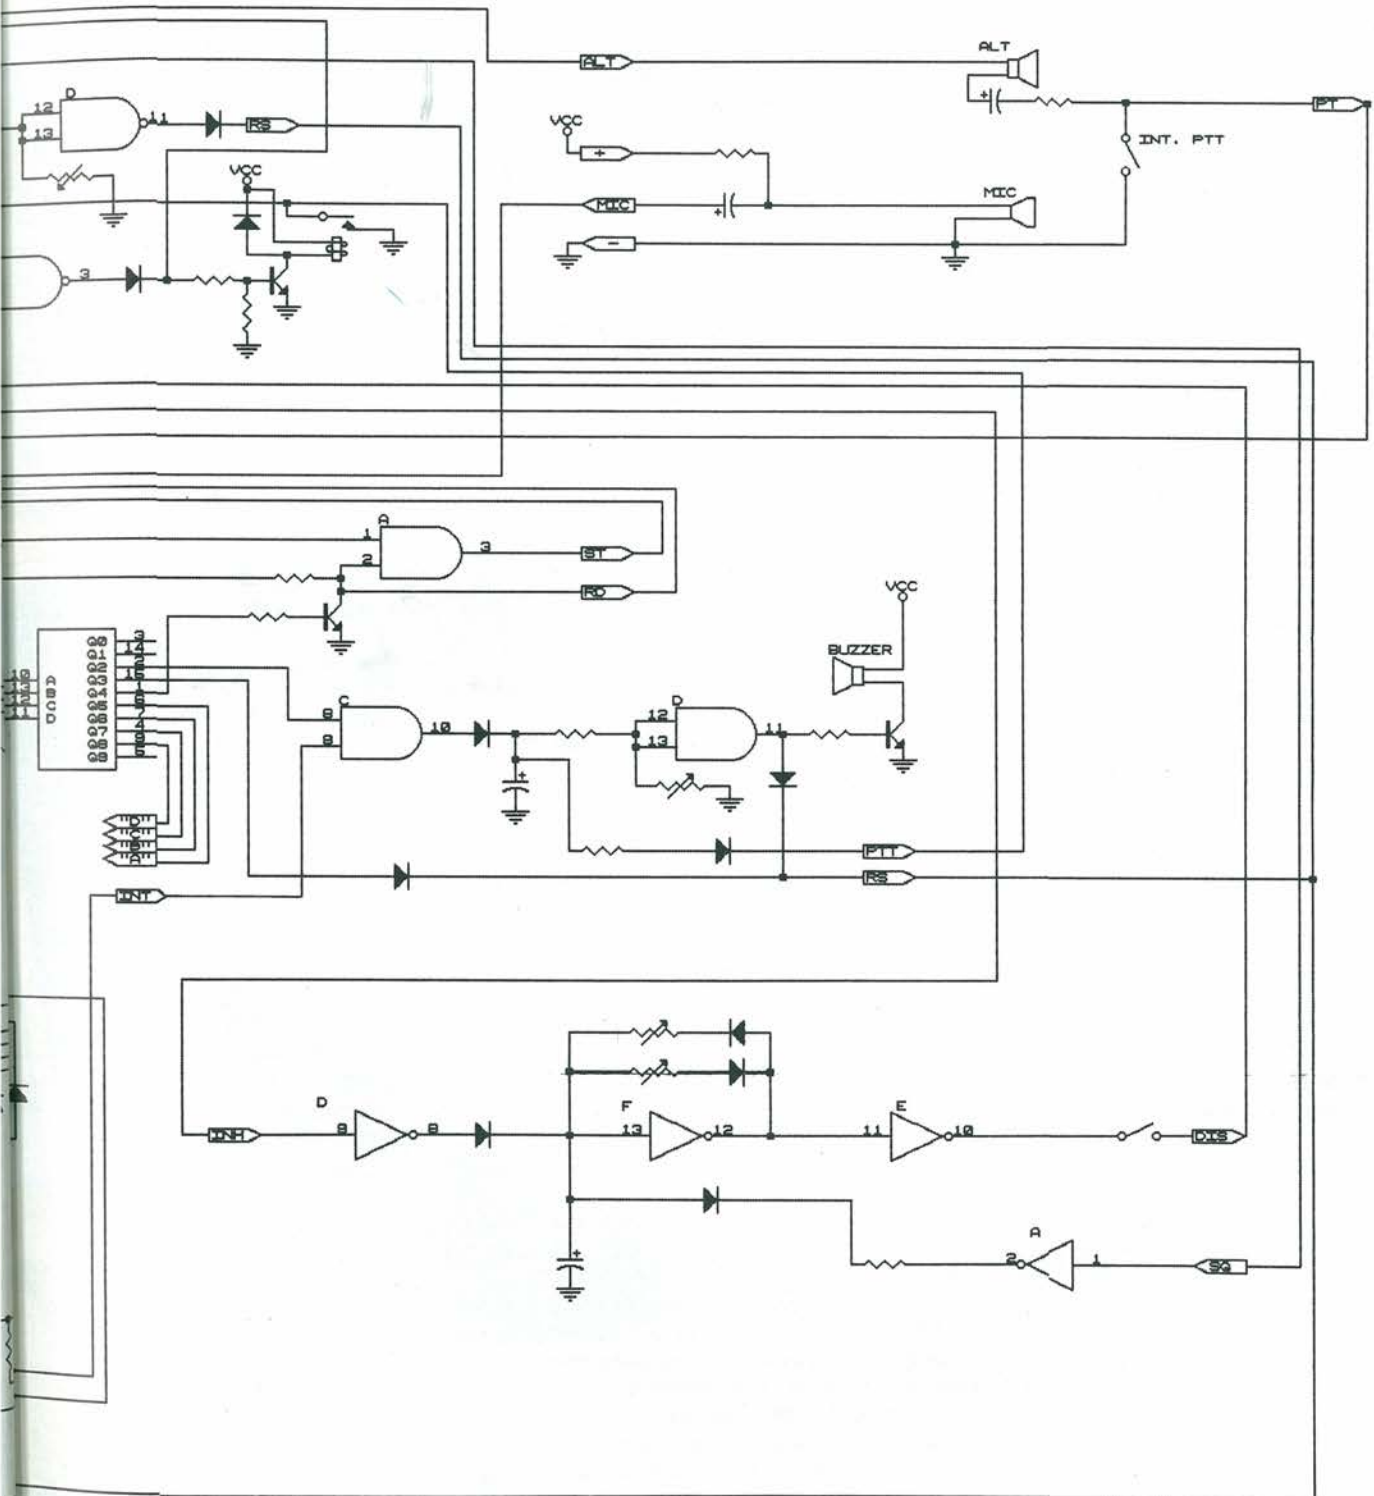 ALT
ALT
PT
D
12
13
11
RS
VCC
+
INT. PTT
VCC
MIC
MIC
-
3
A
1
2
3
ST
RO
VCC
BUZZER
Q0
Q1
Q2
Q3
Q4
Q5
Q6
Q7
Q8
Q9
A
B
C
D
C
8
8
10
D
12
13
11
"D"
"C"
"B"
"A"
PTT
RS
INT
D
F
E
INH
9
8
13
12
11
10
DIS
A
2
1
SQ